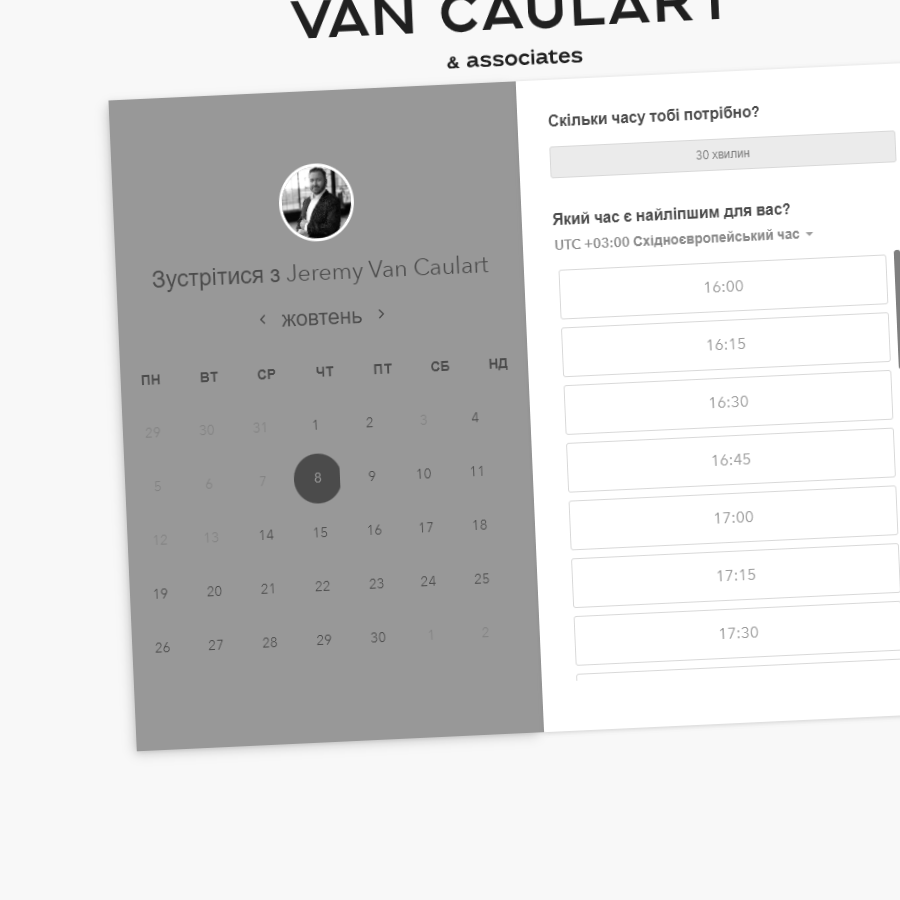 VAN CAULART
& associates
Зустрітися з Jeremy Van Caulart
‹ жовтень ›
ПН ВТ СР ЧТ ПТ СБ НД
29 30 31 1 2 3 4
5 6 7 8 9 10 11
12 13 14 15 16 17 18
19 20 21 22 23 24 25
26 27 28 29 30 1 2
Скільки часу тобі потрібно?
30 хвилин
Який час є найліпшим для вас?
UTC +03:00 Східноєвропейський час
16:00
16:15
16:30
16:45
17:00
17:15
17:30